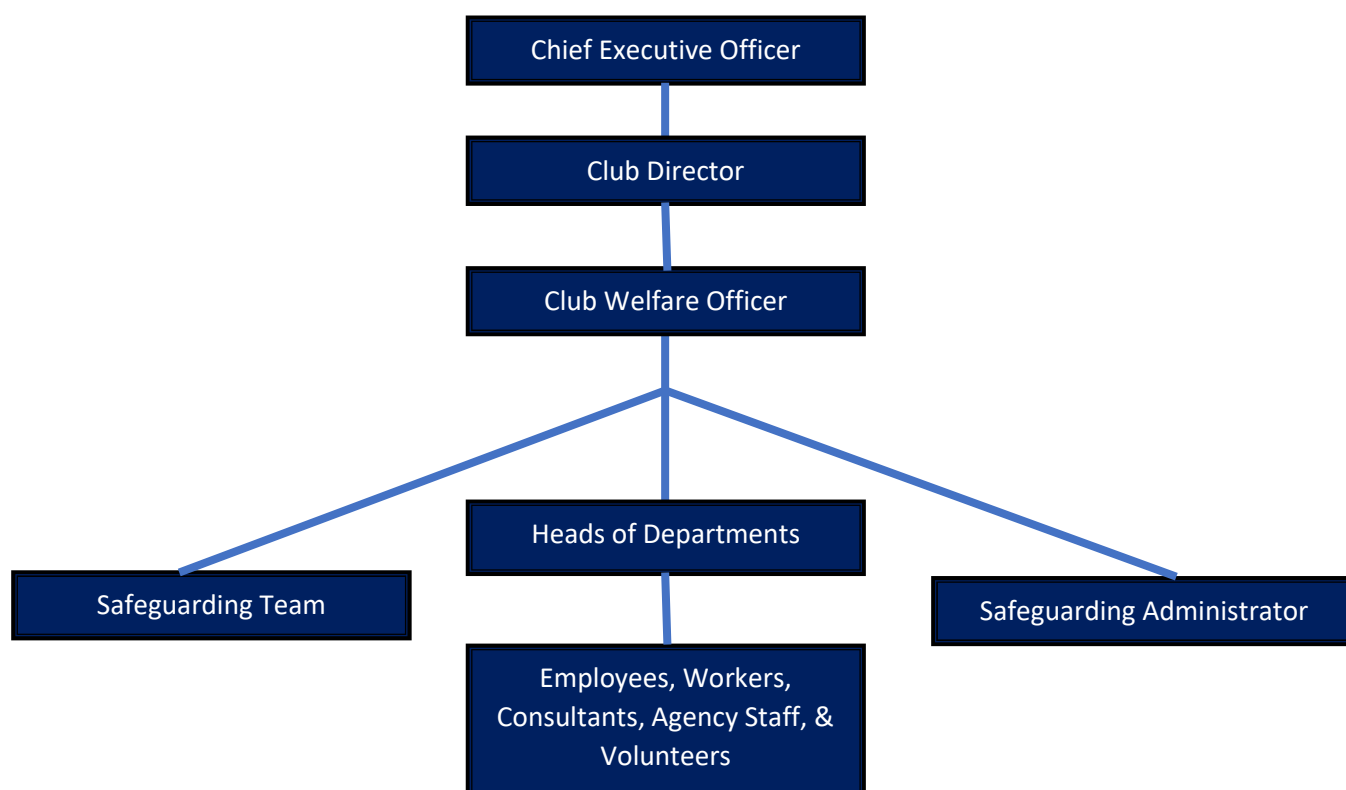 Chief Executive Officer
Club Director
Club Welfare Officer
Heads of Departments
Safeguarding Team
Safeguarding Administrator
Employees, Workers,
Consultants, Agency Staff, &
Volunteers